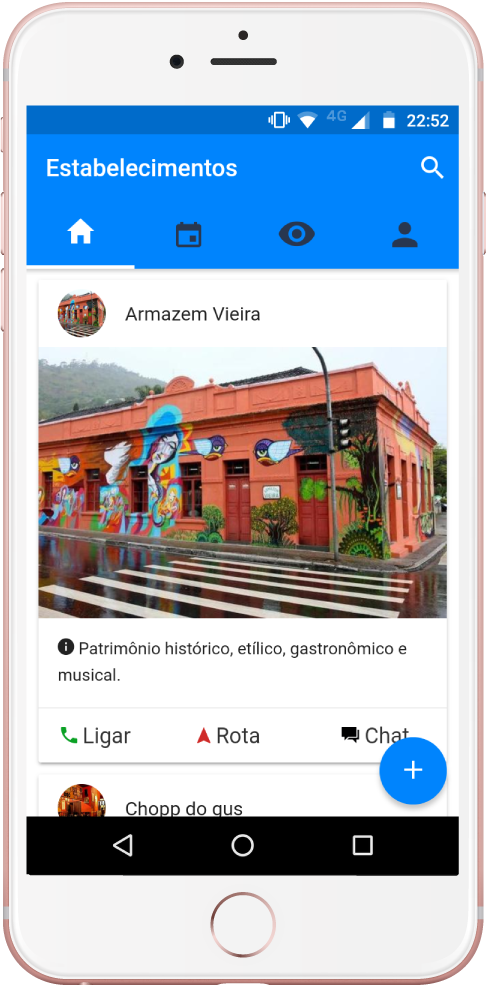 4G 22:52
Estabelecimentos
Armazem Vieira
Patrimônio histórico, etílico, gastronômico e
musical.
Ligar Rota Chat
Chopp do gus